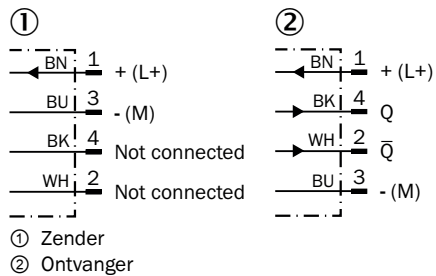 ①
BN 1 + (L+)
BU 3 - (M)
BK 4 Not connected
WH 2 Not connected
②
BN 1 + (L+)
BK 4 Q
WH 2 Q̅
BU 3 - (M)
① Zender
② Ontvanger